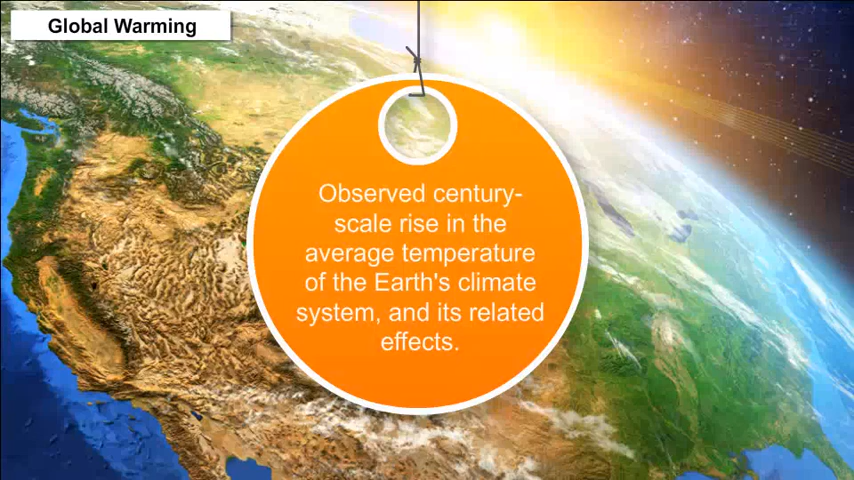 Global Warming
Observed century-
scale rise in the
average temperature
of the Earth's climate
system, and its related
effects.